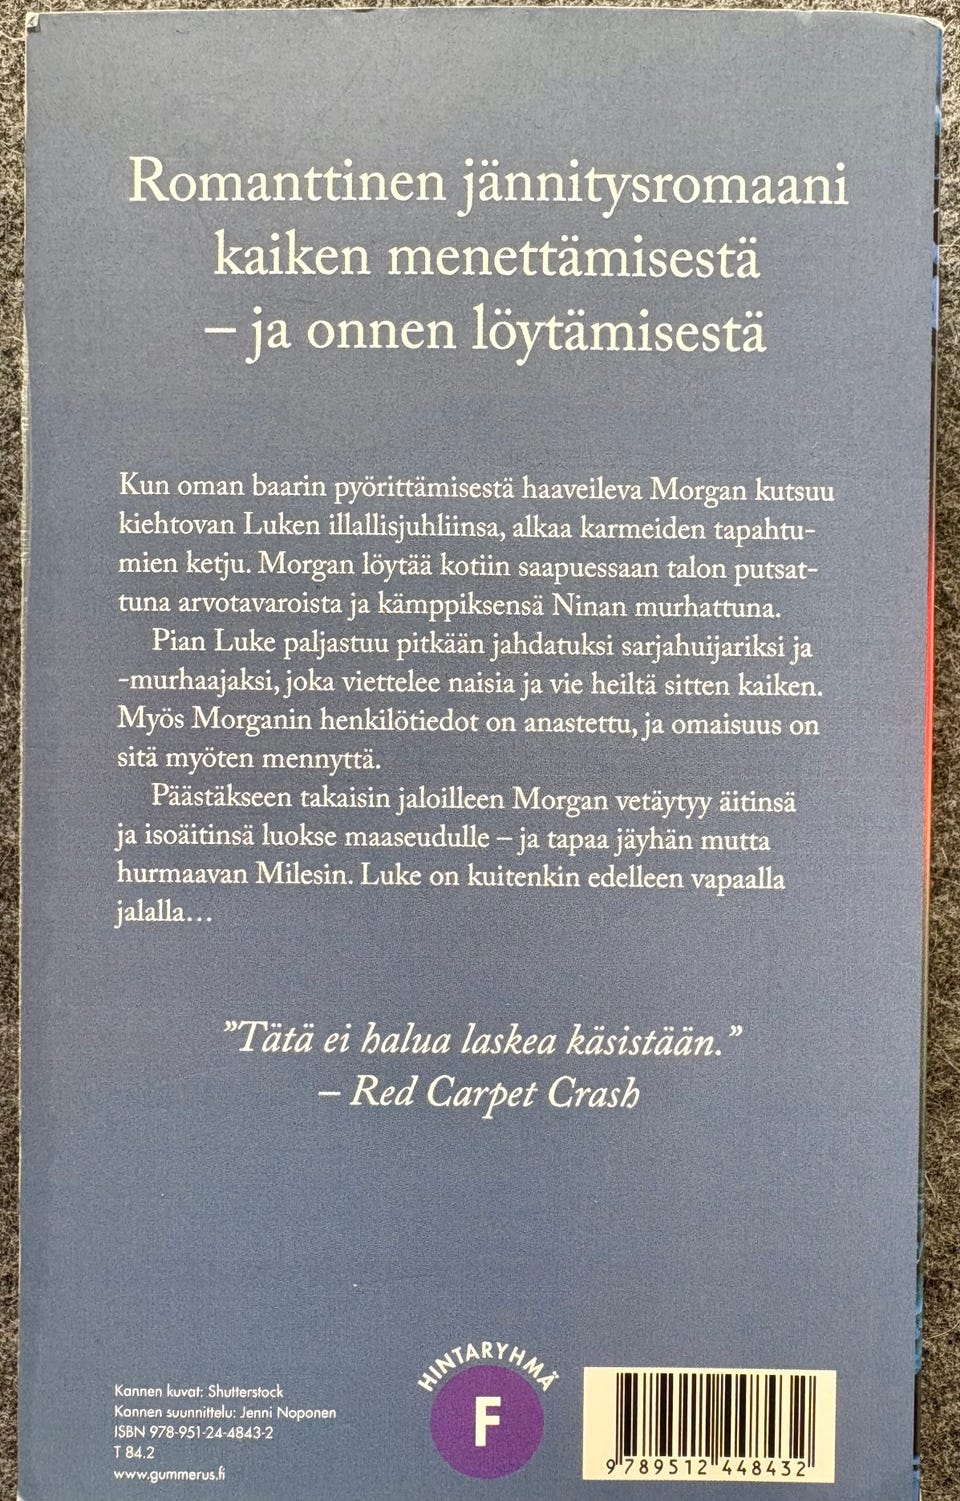 Romanttinen jännitysromaani
kaiken menettämisestä
– ja onnen löytämisestä
Kun oman baarin pyörittämisestä haaveileva Morgan kutsuu
kiehtovan Luken illallisjuhliinsa, alkaa karmeiden tapahtu-
mien ketju. Morgan löytää kotiin saapuessaan talon putsat-
tuna arvotavaroista ja kämppiksensä Ninan murhattuna.
Pian Luke paljastuu pitkään jahdatuksi sarjahuijariksi ja
-murhaajaksi, joka viettelee naisia ja vie heiltä sitten kaiken.
Myös Morganin henkilötiedot on anastettu, ja omaisuus on
sitä myöten mennyttä.
Päästäkseen takaisin jaloilleen Morgan vetäytyy äitinsä
ja isoäitinsä luokse maaseudulle – ja tapaa jäyhän mutta
hurmaavan Milesin. Luke on kuitenkin edelleen vapaalla
jalalla...
”Tätä ei halua laskea käsistään.”
– Red Carpet Crash
Kannen kuvat: Shutterstock
Kannen suunnittelu: Jenni Noponen
ISBN 978-951-24-4843-2
T 84.2
www.gummerus.fi
HINTARYHMÄ
F
9 789512 448432